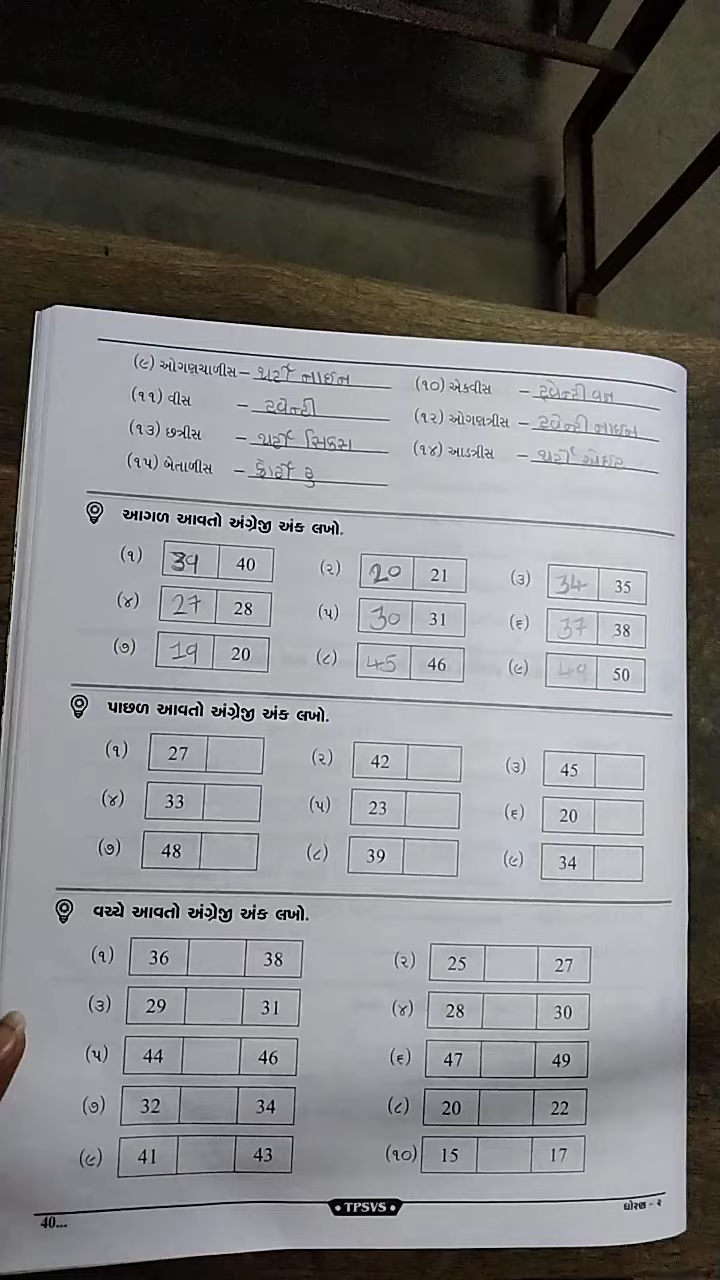 (૯) ઓગણચાળીસ – થર્ટી નાઈન (૧૦) એકવીસ – ટ્વેન્ટી વન
(૧૧) વીસ – ટ્વેન્ટી (૧૨) ઓગણત્રીસ – ટ્વેન્ટી નાઈન
(૧૩) છત્રીસ – થર્ટી સિક્સ (૧૪) આડત્રીસ – થર્ટી એઈટ
(૧૫) બેતાળીસ – ફોર્ટી ટુ
આગળ આવતો અંગ્રેજી અંક લખો.
(૧) 39 40 (૨) 20 21 (૩) 34 35
(૪) 27 28 (૫) 30 31 (૬) 37 38
(૭) 19 20 (૮) 45 46 (૯) 49 50
પાછળ આવતો અંગ્રેજી અંક લખો.
(૧) 27 (૨) 42 (૩) 45
(૪) 33 (૫) 23 (૬) 20
(૭) 48 (૮) 39 (૯) 34
વચ્ચે આવતો અંગ્રેજી અંક લખો.
(૧) 36 38 (૨) 25 27
(૩) 29 31 (૪) 28 30
(૫) 44 46 (૬) 47 49
(૭) 32 34 (૮) 20 22
(૯) 41 43 (૧૦) 15 17
40... • TPSVS • ધોરણ - ૨